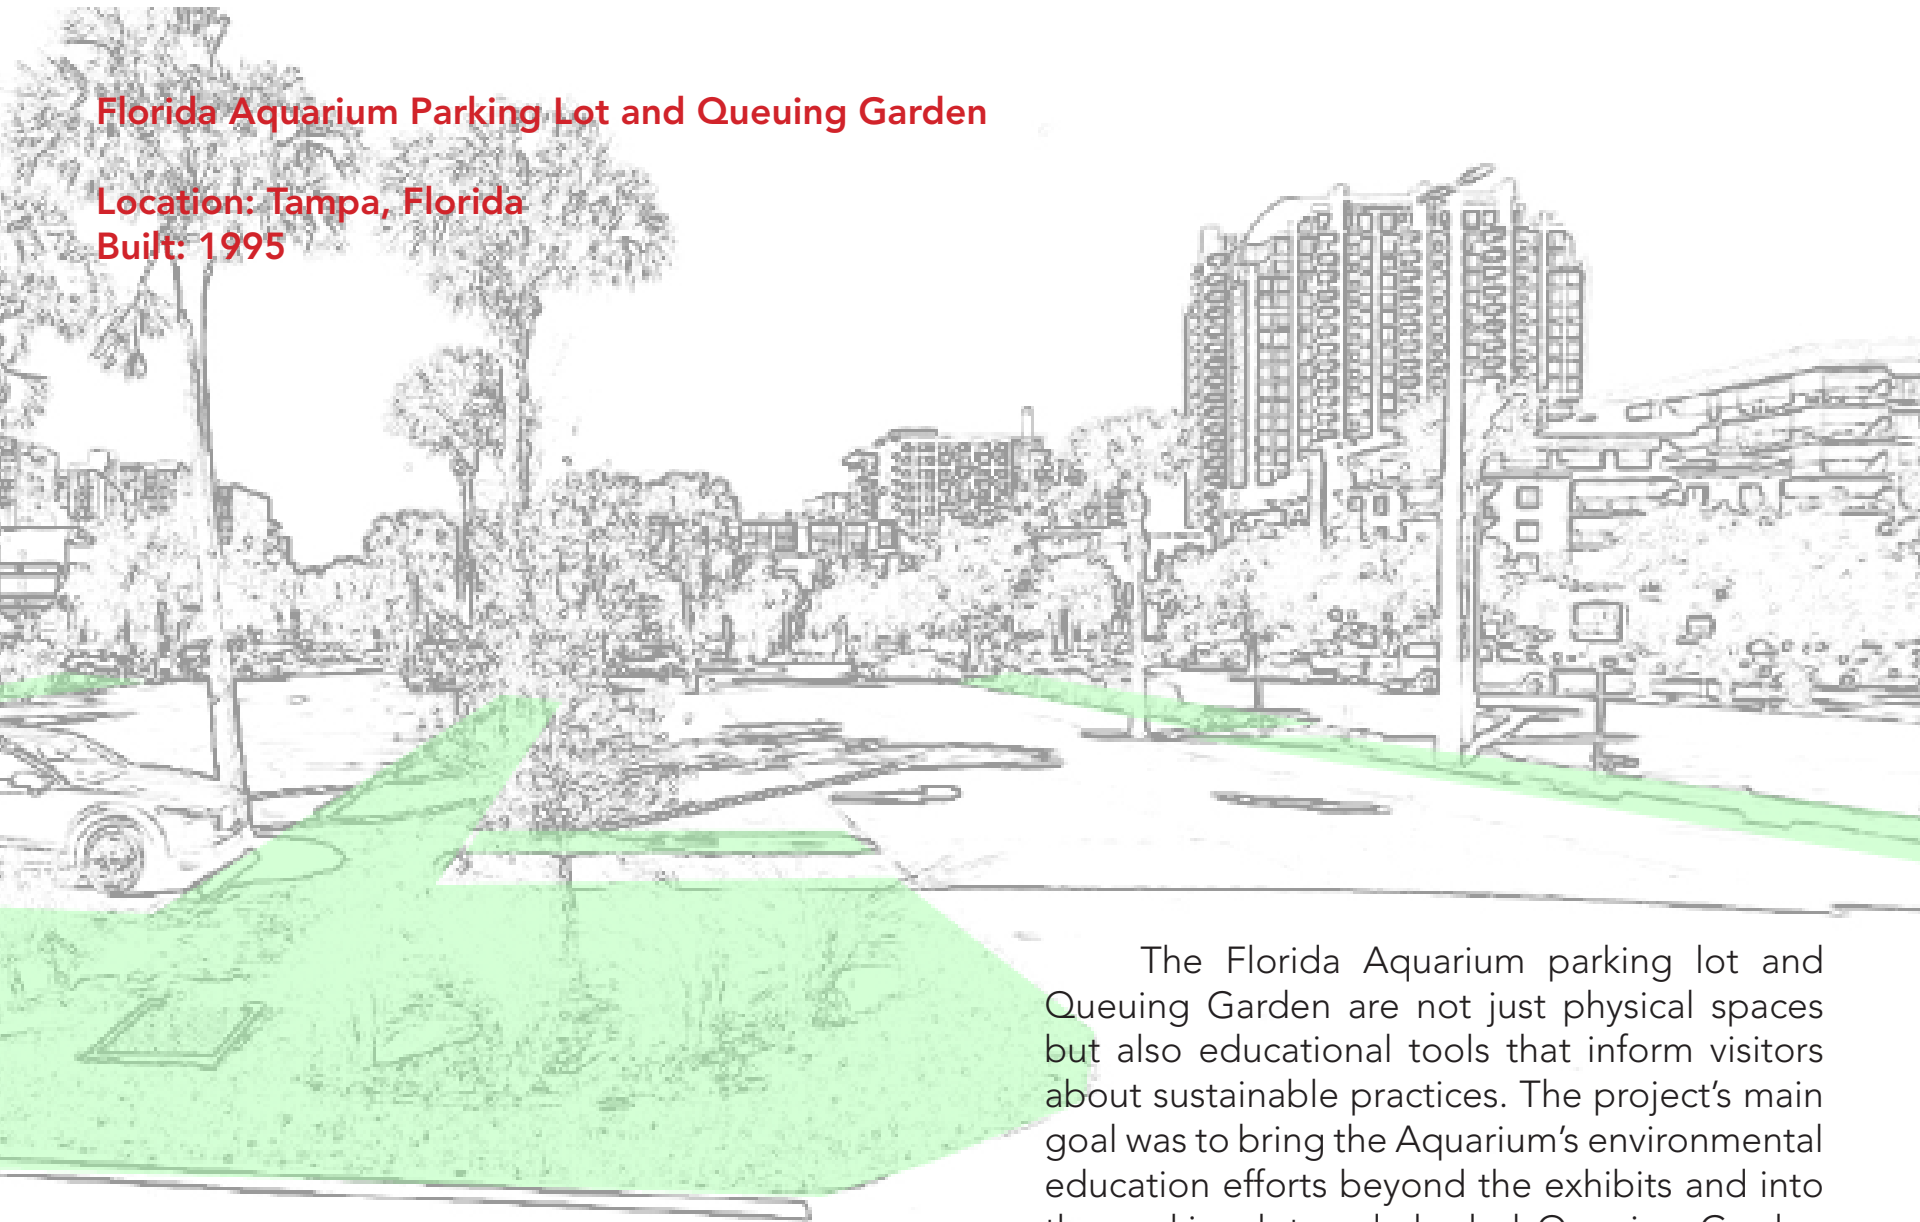 Florida Aquarium Parking Lot and Queuing Garden
Location: Tampa, Florida
Built: 1995
The Florida Aquarium parking lot and
Queuing Garden are not just physical spaces
but also educational tools that inform visitors
about sustainable practices. The project’s main
goal was to bring the Aquarium’s environmental
education efforts beyond the exhibits and into